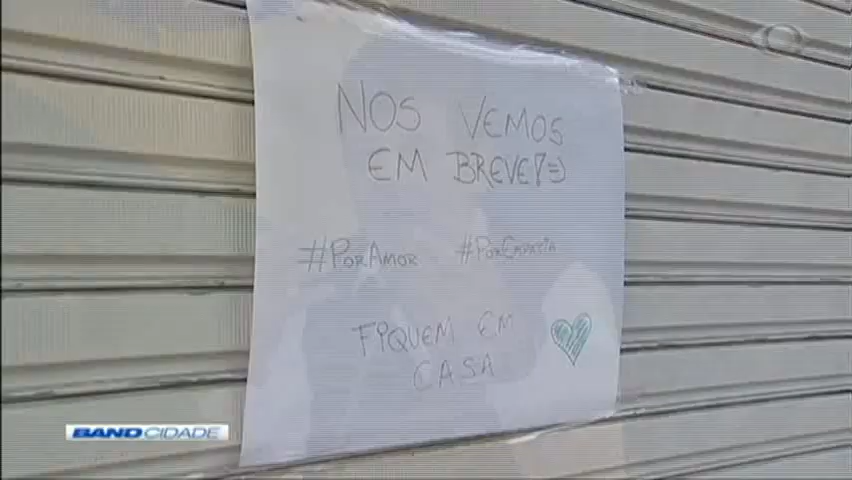 NOS VEMOS
EM BREVE! =)
#PORAMOR #POREMPATIA
FIQUEM EM
CASA
BAND CIDADE